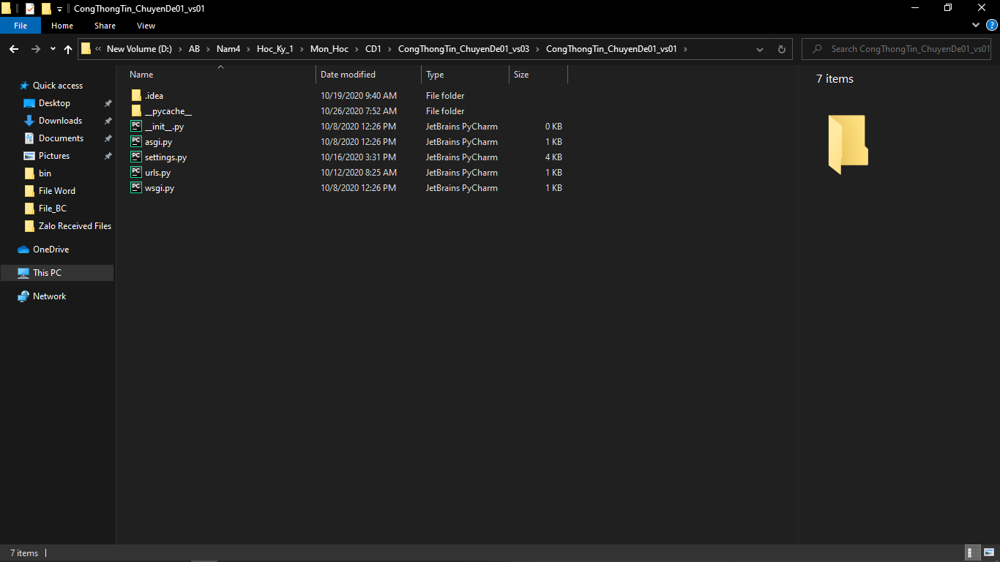 CongThongTin_ChuyenDe01_vs01
File Home Share View
New Volume (D:) AB Nam4 Hoc_Ky_1 Mon_Hoc CD1 CongThongTin_ChuyenDe01_vs03 CongThongTin_ChuyenDe01_vs01
Search CongThongTin_ChuyenDe01_vs01
Quick access
Desktop
Downloads
Documents
Pictures
bin
File Word
File_BC
Zalo Received Files
OneDrive
This PC
Network
Name Date modified Type Size
.idea 10/19/2020 9:40 AM File folder
__pycache__ 10/26/2020 7:52 AM File folder
__init__.py 10/8/2020 12:26 PM JetBrains PyCharm 0 KB
asgi.py 10/8/2020 12:26 PM JetBrains PyCharm 1 KB
settings.py 10/16/2020 3:31 PM JetBrains PyCharm 4 KB
urls.py 10/12/2020 8:25 AM JetBrains PyCharm 1 KB
wsgi.py 10/8/2020 12:26 PM JetBrains PyCharm 1 KB
7 items
7 items